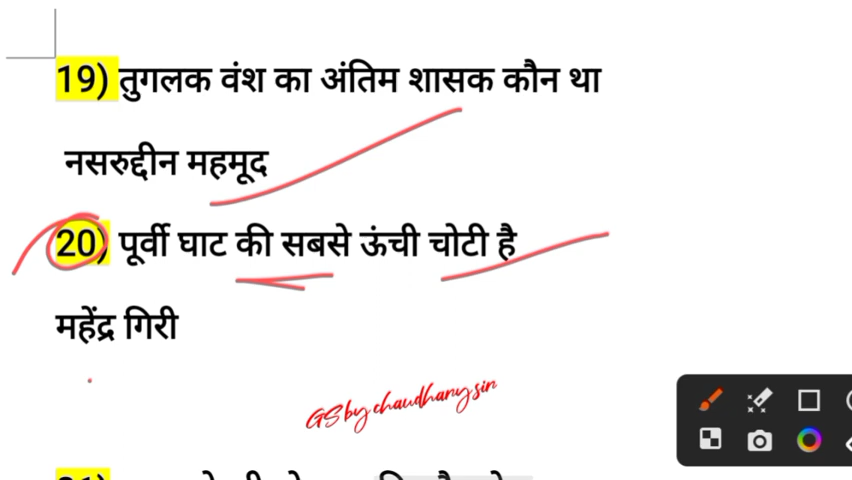 19) तुगलक वंश का अंतिम शासक कौन था
नसरुद्दीन महमूद
20) पूर्वी घाट की सबसे ऊंची चोटी है
महेंद्र गिरी
GS by chaudhary sir